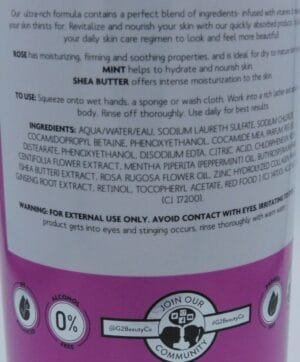 Our ultra-rich formula contains a perfect blend of ingredients- infused with vitamin
your skin thirsts for. Revitalize and nourish your skin with our quickly absorbed
your daily skin care regimen to look and feel more beautiful
ROSE has moisturizing, firming and soothing properties, and is ideal for dry to mature
MINT helps to hydrate and nourish skin
SHEA BUTTER offers intense moisturization to the skin.
TO USE: Squeeze onto wet hands, a sponge or wash cloth. Work into a rich lather and
body. Rinse off thoroughly. Use daily for best results
INGREDIENTS: AQUA/WATER/EAU, SODIUM LAURETH SULFATE, SODIUM CHLORIDE,
COCAMIDOPROPYL BETAINE, PHENOXYETHANOL, COCAMIDE MEA, PARFUM
DISTEARATE, PHENOXYETHANOL, DISODIUM EDTA, CITRIC ACID,
CENTIFOLIA FLOWER EXTRACT, MENTHA PIPERITA (PEPPERMINT) OIL,
(SHEA BUTTER) EXTRACT, ROSA RUGOSA FLOWER OIL, ZINC HYDROLYZED COLLAGEN,
GINSENG ROOT EXTRACT, RETINOL, TOCOPHERYL ACETATE, RED FOOD 1 (CI 14700),
(CI 17200).
WARNING: FOR EXTERNAL USE ONLY. AVOID CONTACT WITH EYES. IRRITATING
product gets into eyes and stinging occurs, rinse thoroughly with warm
ALCOHOL
0%
FREE
JOIN OUR
@G2BeautyCo
@G2BeautyCo
COMMUNITY